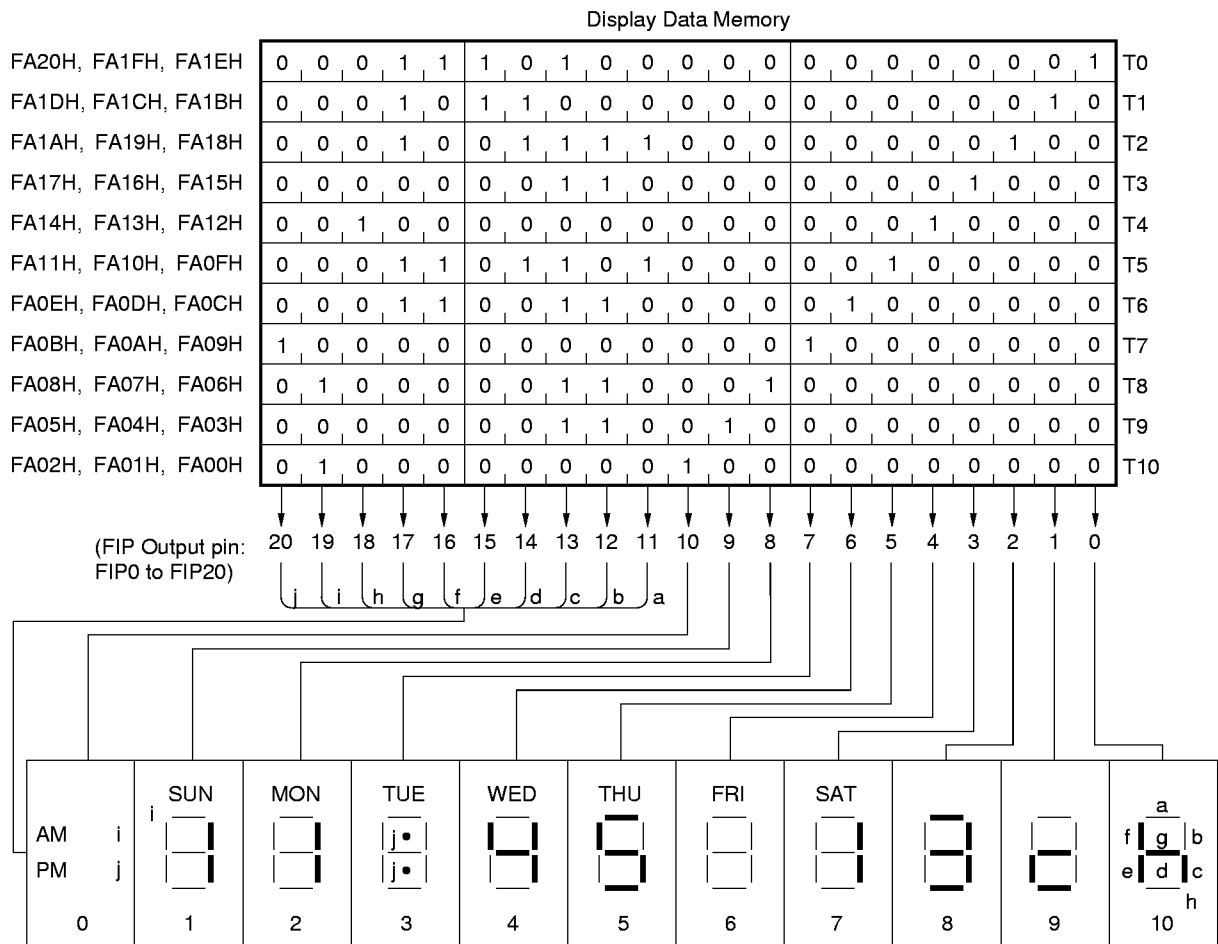 Display Data Memory
FA20H, FA1FH, FA1EH 0 0 0 1 1 1 0 1 0 0 0 0 0 0 0 0 0 0 0 0 1 T0
FA1DH, FA1CH, FA1BH 0 0 0 1 0 1 1 0 0 0 0 0 0 0 0 0 0 0 0 1 0 T1
FA1AH, FA19H, FA18H 0 0 0 1 0 0 1 1 1 1 0 0 0 0 0 0 0 0 1 0 0 T2
FA17H, FA16H, FA15H 0 0 0 0 0 0 0 1 1 0 0 0 0 0 0 0 0 1 0 0 0 T3
FA14H, FA13H, FA12H 0 0 1 0 0 0 0 0 0 0 0 0 0 0 0 0 1 0 0 0 0 T4
FA11H, FA10H, FA0FH 0 0 0 1 1 0 1 1 0 1 0 0 0 0 0 1 0 0 0 0 0 T5
FA0EH, FA0DH, FA0CH 0 0 0 1 1 0 0 1 1 0 0 0 0 0 1 0 0 0 0 0 0 T6
FA0BH, FA0AH, FA09H 1 0 0 0 0 0 0 0 0 0 0 0 0 1 0 0 0 0 0 0 0 T7
FA08H, FA07H, FA06H 0 1 0 0 0 0 0 1 1 0 0 0 1 0 0 0 0 0 0 0 0 T8
FA05H, FA04H, FA03H 0 0 0 0 0 0 0 1 1 0 0 1 0 0 0 0 0 0 0 0 0 T9
FA02H, FA01H, FA00H 0 1 0 0 0 0 0 0 0 0 1 0 0 0 0 0 0 0 0 0 0 T10
(FIP Output pin: 20 19 18 17 16 15 14 13 12 11 10 9 8 7 6 5 4 3 2 1 0
FIP0 to FIP20)
j i h g f e d c b a
SUN MON TUE WED THU FRI SAT
i a
AM i j f g b
PM j j e d c
h
0 1 2 3 4 5 6 7 8 9 10